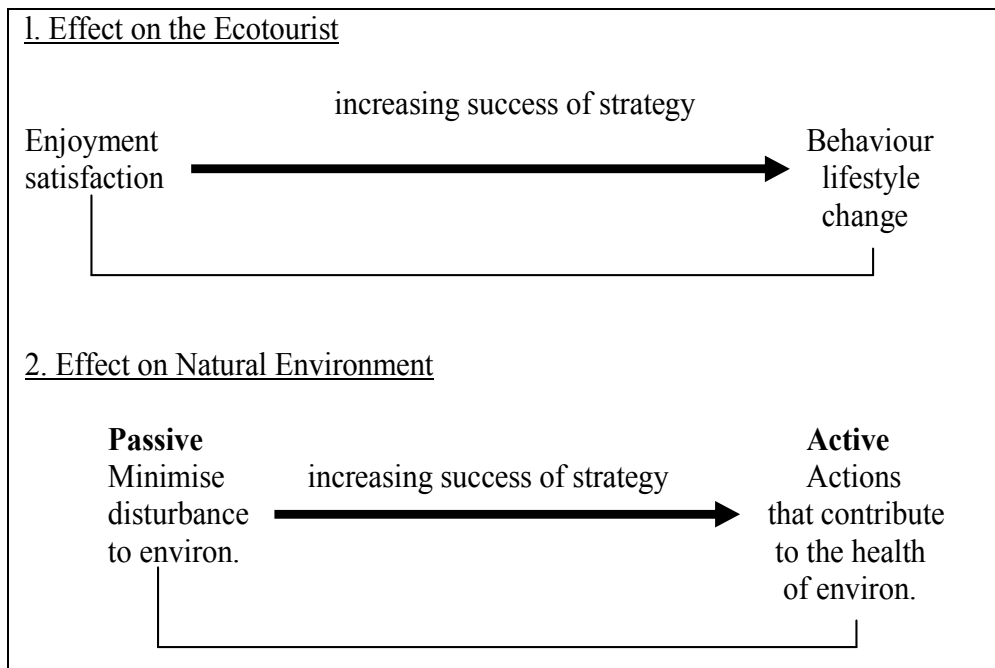 l. Effect on the Ecotourist
increasing success of strategy
Enjoyment
satisfaction
Behaviour
lifestyle
change
2. Effect on Natural Environment
Passive
Minimise
disturbance
to environ.
increasing success of strategy
Active
Actions
that contribute
to the health
of environ.